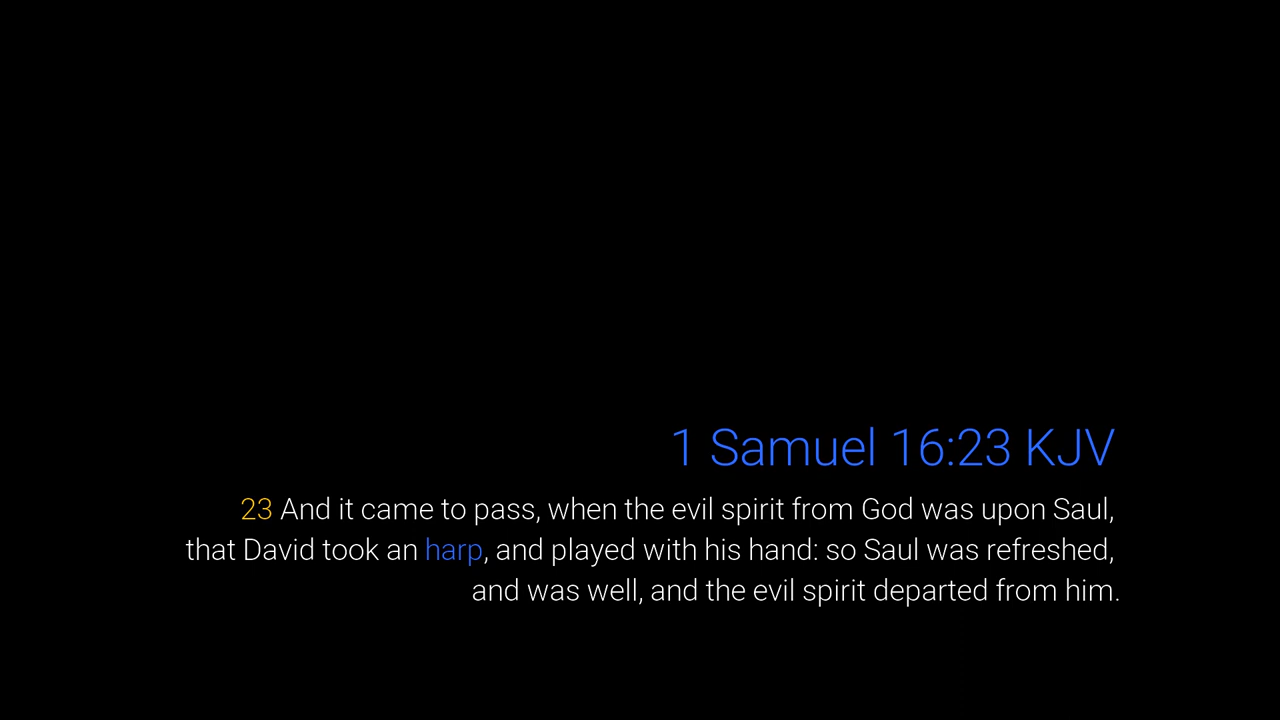 1 Samuel 16:23 KJV
23 And it came to pass, when the evil spirit from God was upon Saul,
that David took an harp, and played with his hand: so Saul was refreshed,
and was well, and the evil spirit departed from him.